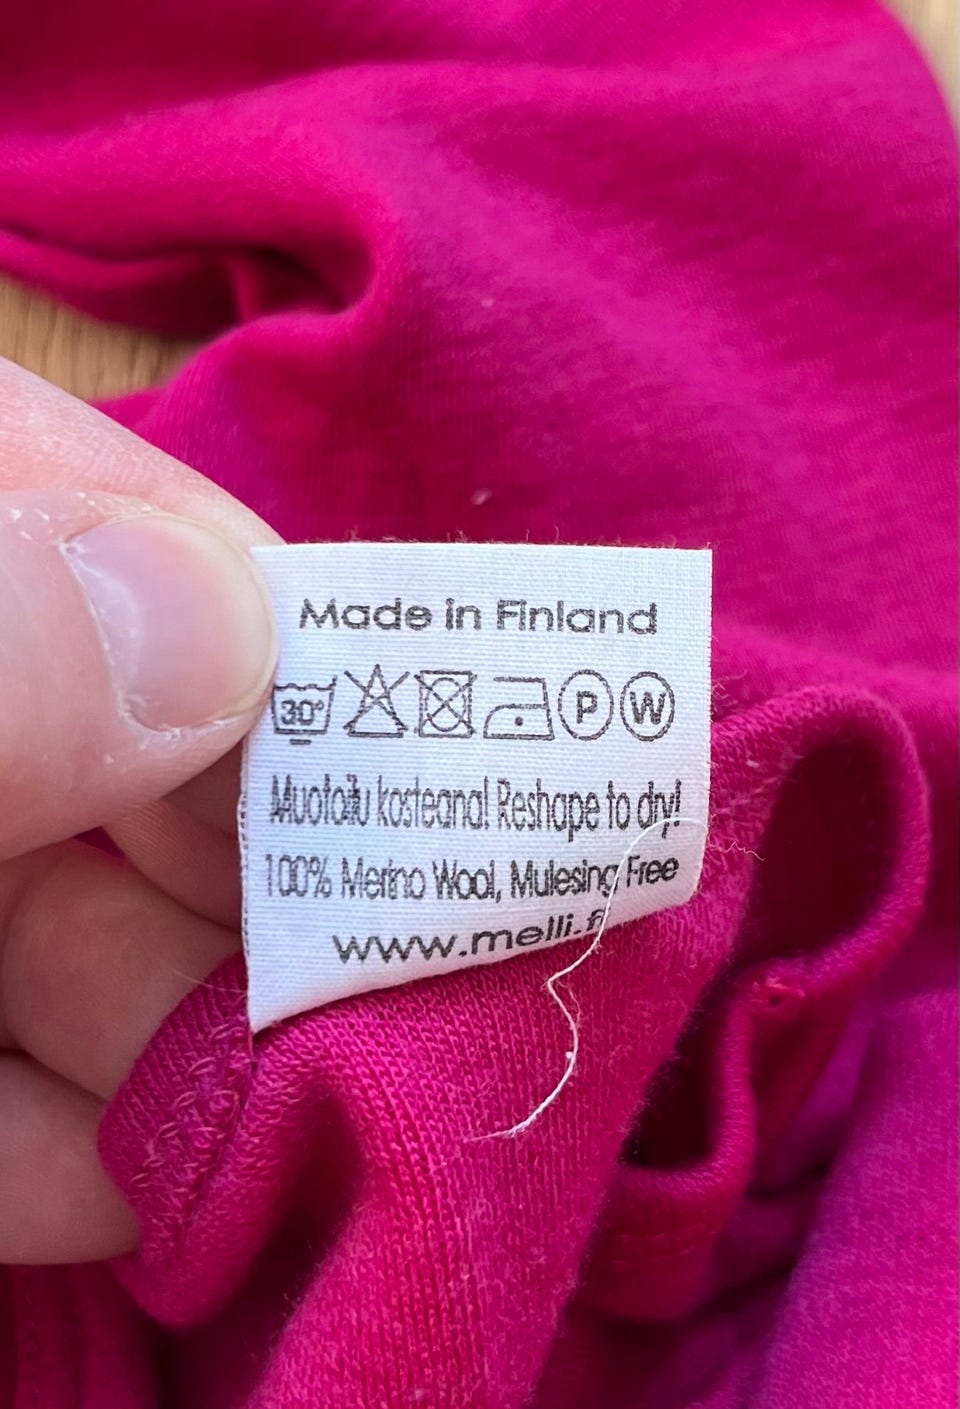 Made in Finland
30° P W
Muotoilu kosteana! Reshape to dry!
100% Merino Wool, Mulesing Free
www.melli.fi